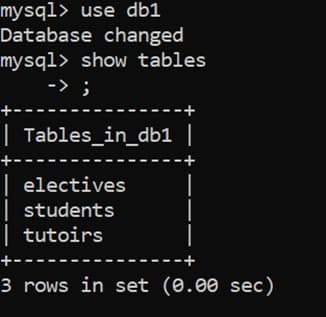 mysql> use db1
Database changed
mysql> show tables
    -> ;
+---------------+
| Tables_in_db1 |
+---------------+
| electives     |
| students      |
| tutoirs       |
+---------------+
3 rows in set (0.00 sec)